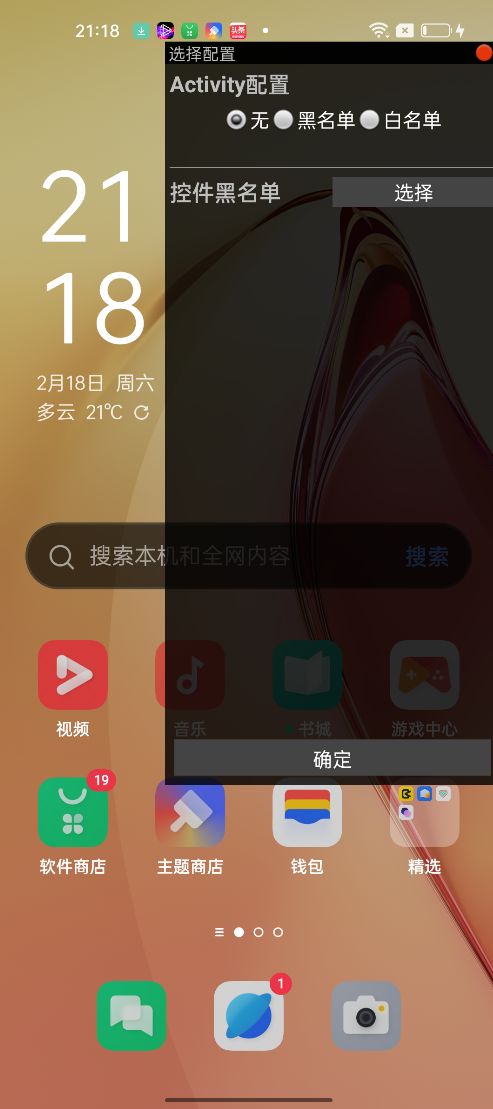 21:18
头条
选择配置
Activity配置
无 黑名单 白名单
控件黑名单 选择
21
18
2月18日 周六
多云 21℃
搜索本机和全网内容 搜索
视频 音乐 书城 游戏中心
确定
19
软件商店 主题商店 钱包 精选
1